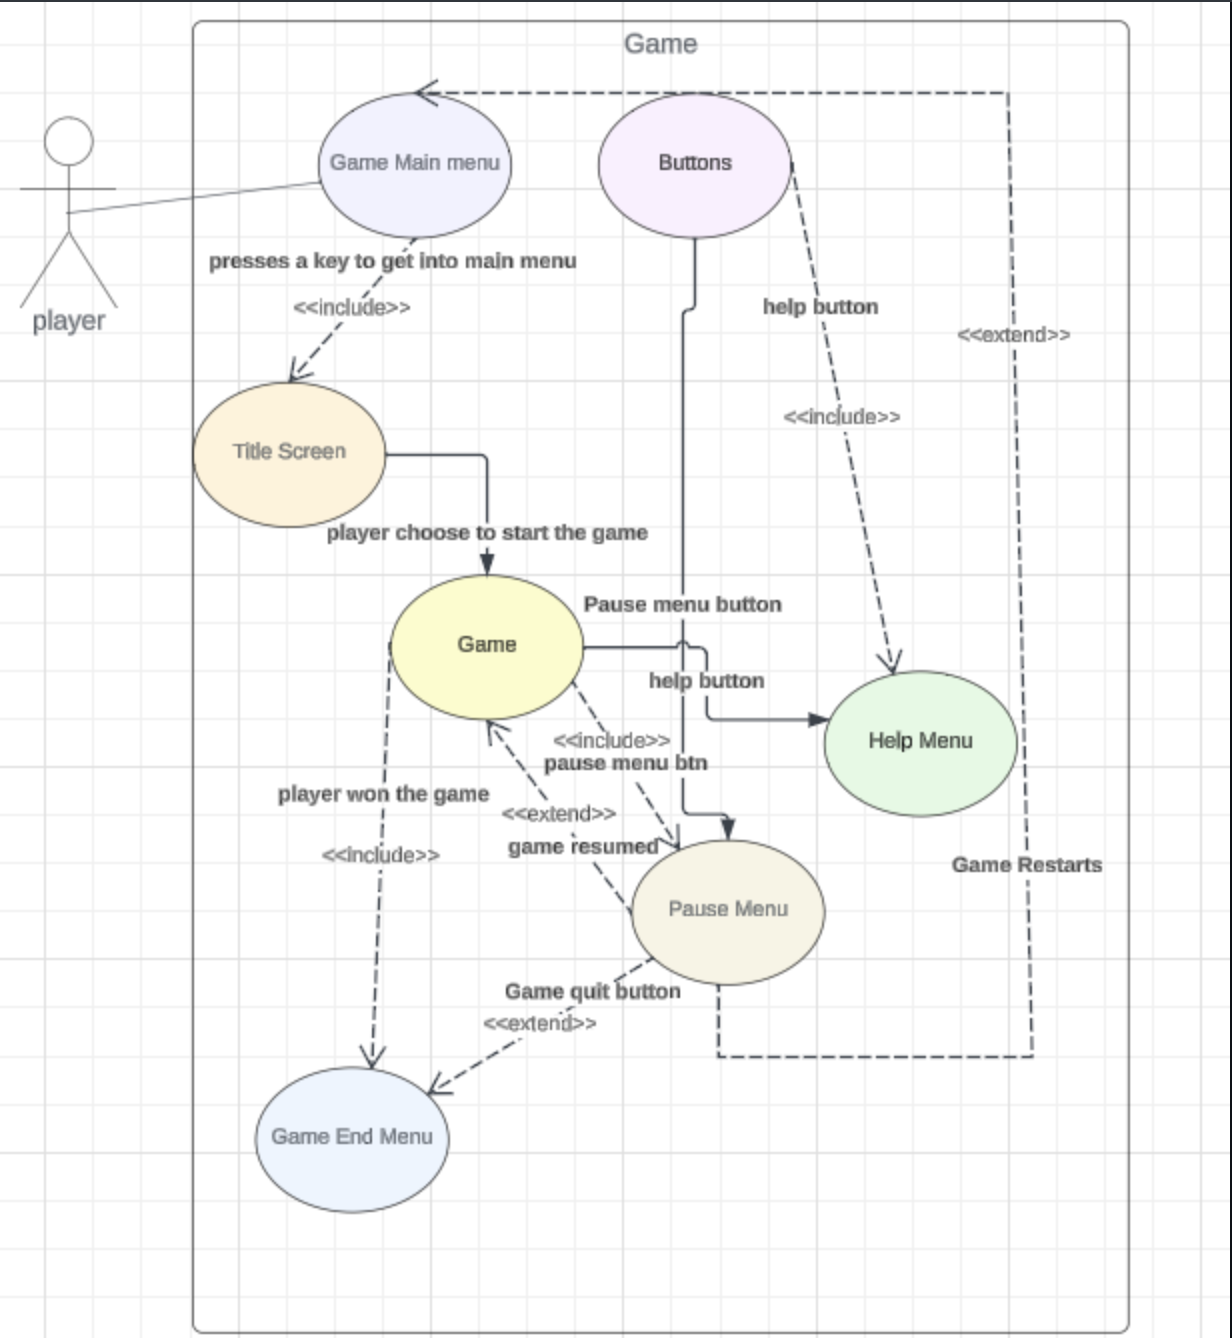 Game
Game Main menu
Buttons
player
presses a key to get into main menu
<<include>>
help button
<<extend>>
<<include>>
Title Screen
player choose to start the game
Pause menu button
Game
help button
<<include>>
pause menu btn
Help Menu
player won the game
<<extend>>
game resumed
<<include>>
Game Restarts
Pause Menu
Game quit button
<<extend>>
Game End Menu